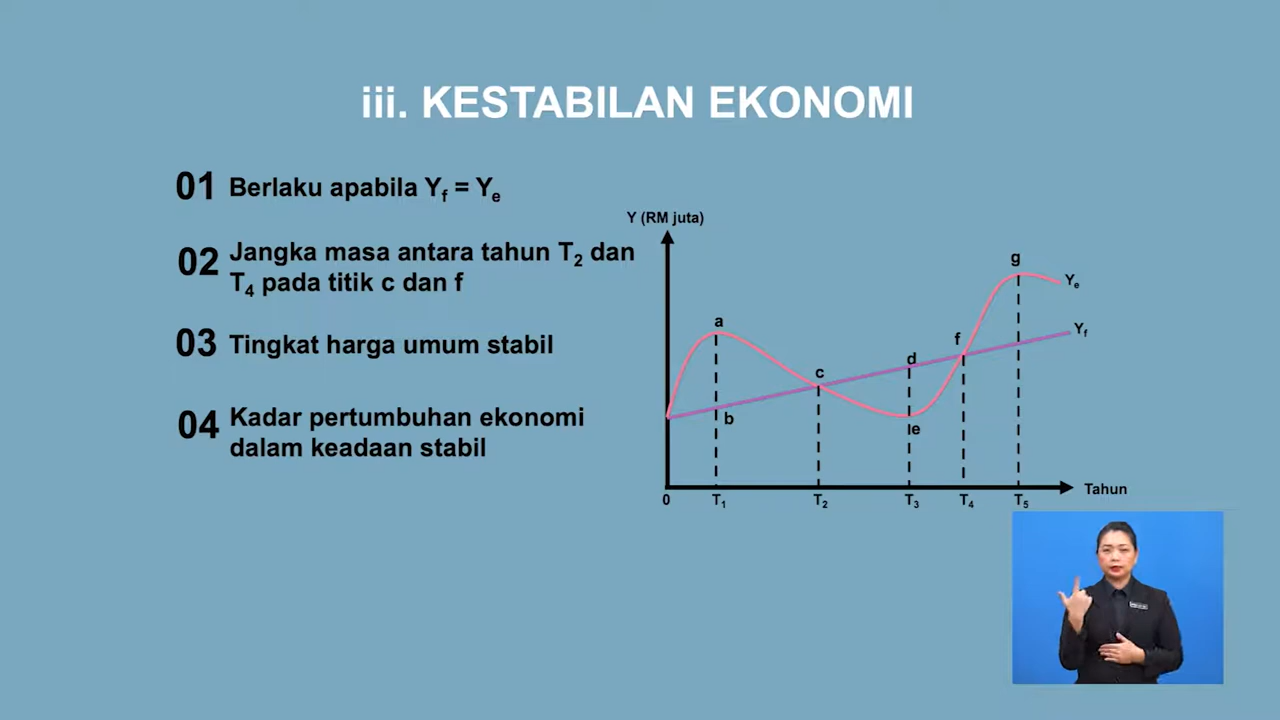 iii. KESTABILAN EKONOMI
01 Berlaku apabila Yf = Ye
02 Jangka masa antara tahun T2 dan
T4 pada titik c dan f
03 Tingkat harga umum stabil
04 Kadar pertumbuhan ekonomi
dalam keadaan stabil
Y (RM juta)
g
Ye
a
Yf
f
d
c
b
e
0 T1 T2 T3 T4 T5
Tahun